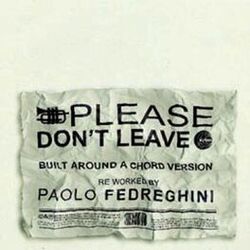 PLEASE
DON'T LEAVE
BUILT AROUND A CHORD VERSION
RE WORKED BY
PAOLO FEDREGHINI